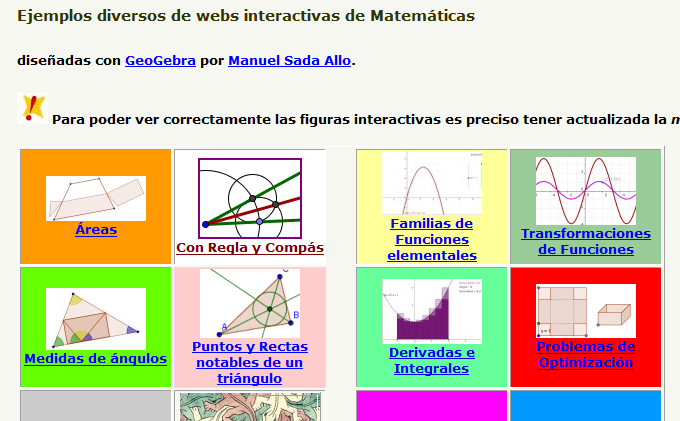 Ejemplos diversos de webs interactivas de Matemáticas
diseñadas con GeoGebra por Manuel Sada Allo.
Para poder ver correctamente las figuras interactivas es preciso tener actualizada la
Áreas
Con Regla y Compás
Familias de
Funciones
elementales
Transformaciones
de Funciones
Medidas de ángulos
A
B
C
Puntos y Rectas
notables de un
triángulo
Derivadas e
Integrales
Problemas de
Optimización